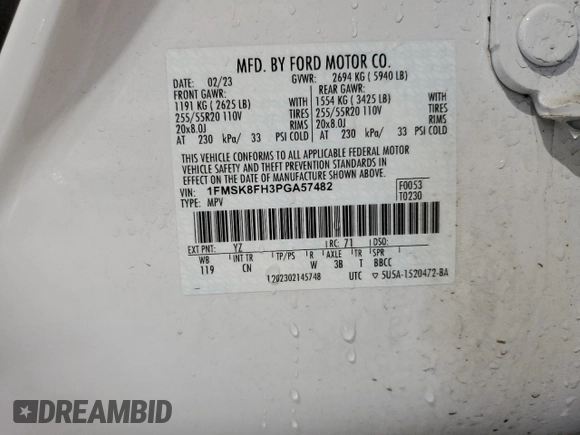 MFD. BY FORD MOTOR CO.
DATE: 02/23 GVWR: 2694 KG ( 5940 LB)
FRONT GAWR: REAR GAWR:
1191 KG ( 2625 LB) WITH 1554 KG ( 3425 LB) WITH
255/55R20 110V TIRES 255/55R20 110V TIRES
20x8.0J RIMS 20x8.0J RIMS
AT 230 kPa/ 33 PSI COLD AT 230 kPa/ 33 PSI COLD
THIS VEHICLE CONFORMS TO ALL APPLICABLE FEDERAL MOTOR
VEHICLE SAFETY AND THEFT PREVENTION STANDARDS IN
EFFECT ON THE DATE OF MANUFACTURE SHOWN ABOVE.
VIN: 1FMSK8FH3PGA57482 F0053
TYPE: MPV T0230
EXT PNT: YZ RC: 71 DSO:
WB INT TR TP/PS R AXLE TR SPR
119 CN W 3B T BBCC
1202302145748 UTC ▽ 5U5A-1520472-BA
DREAMBID